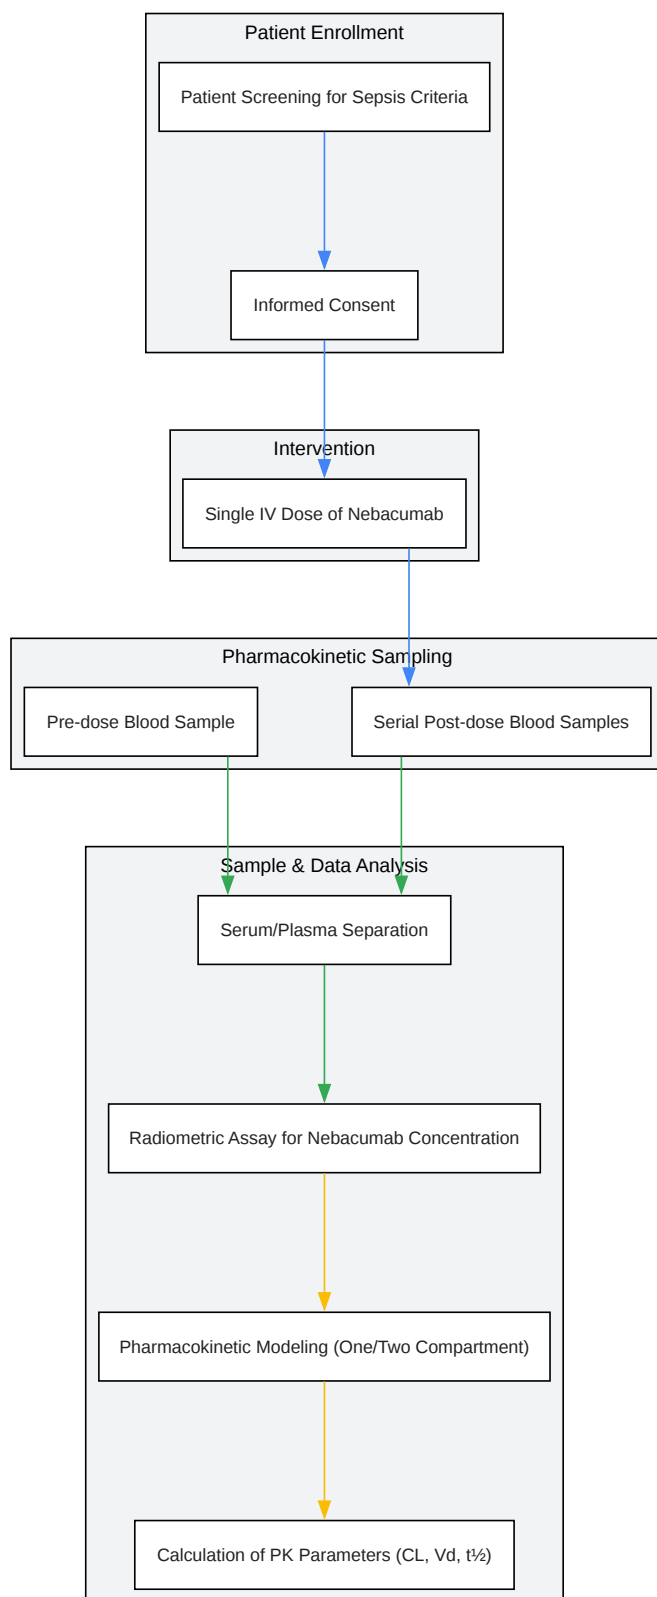 Patient Enrollment
Patient Screening for Sepsis Criteria
Informed Consent
Intervention
Single IV Dose of Nebacumab
Pharmacokinetic Sampling
Pre-dose Blood Sample
Serial Post-dose Blood Samples
Sample & Data Analysis
Serum/Plasma Separation
Radiometric Assay for Nebacumab Concentration
Pharmacokinetic Modeling (One/Two Compartment)
Calculation of PK Parameters (CL, Vd, t½)